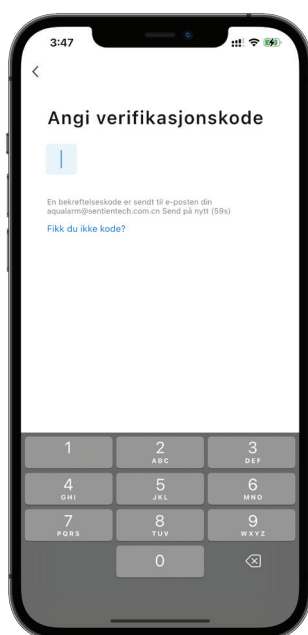 3:47
Angi verifikasjonskode
En bekreftelseskode er sendt til e-posten din
aqualarm@sentientech.com.cn Send på nytt (59s)
Fikk du ikke kode?
1 2 3
ABC DEF
4 5 6
GHI JKL MNO
7 8 9
PQRS TUV WXYZ
0